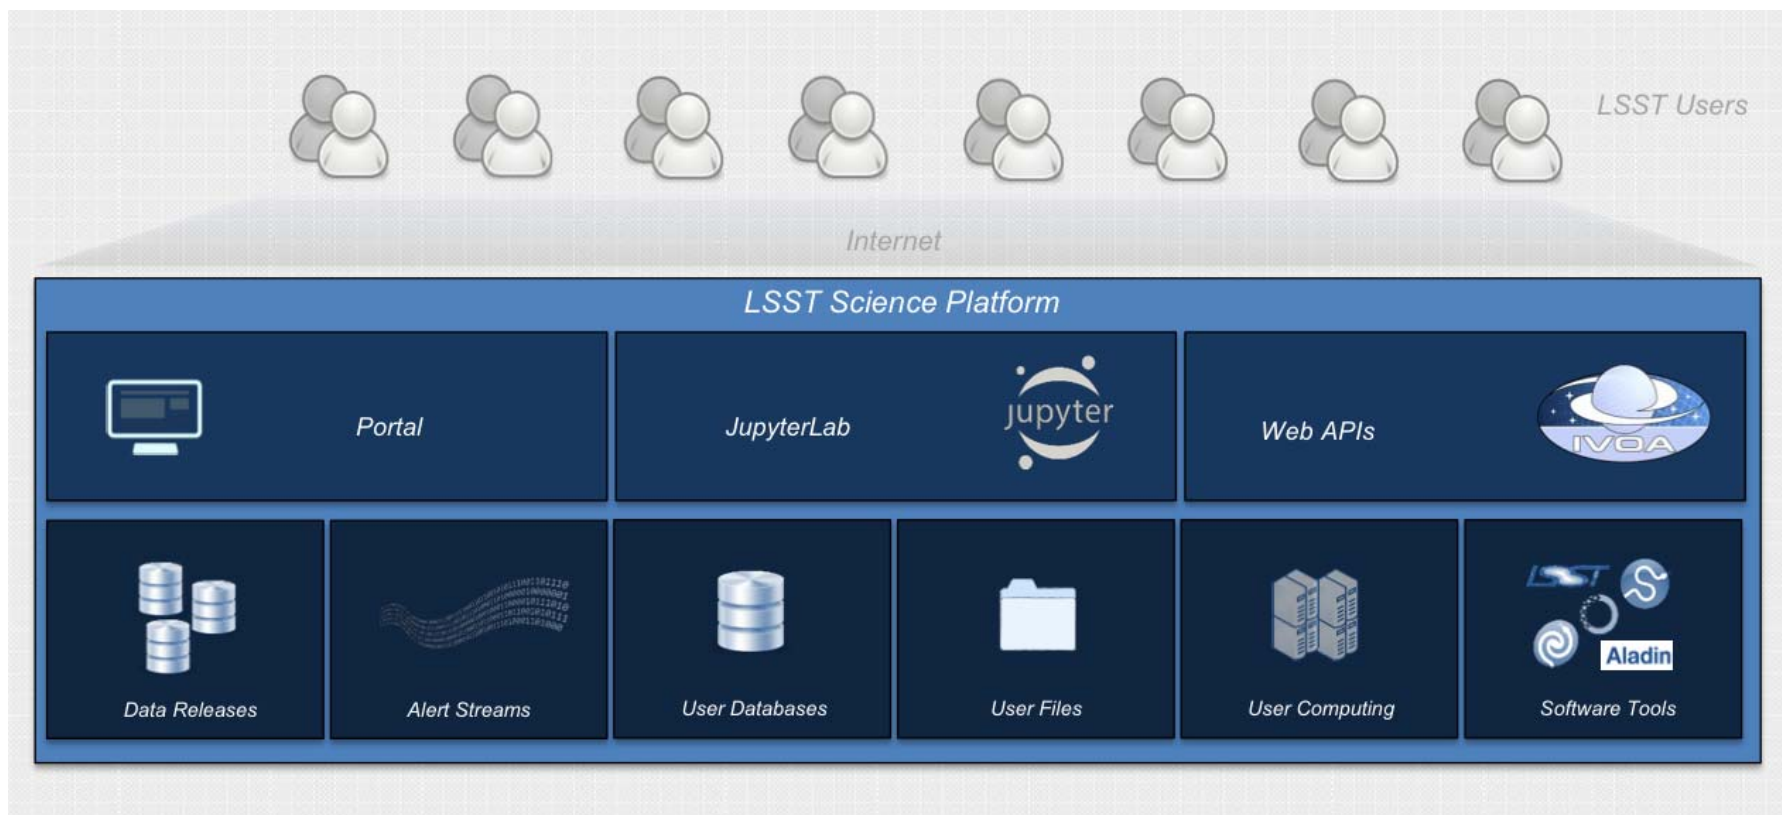 LSST Users
Internet
LSST Science Platform
Portal
JupyterLab
jupyter
Web APIs
IVOA
LSST
Aladin
Data Releases
Alert Streams
User Databases
User Files
User Computing
Software Tools